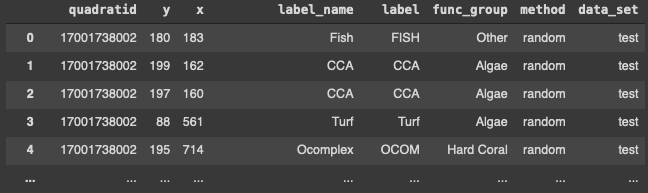 quadratid y x label_name label func_group method data_set
0 17001738002 180 183 Fish FISH Other random test
1 17001738002 199 162 CCA CCA Algae random test
2 17001738002 197 160 CCA CCA Algae random test
3 17001738002 88 561 Turf Turf Algae random test
4 17001738002 195 714 Ocomplex OCOM Hard Coral random test
... ... ... ... ... ... ... ... ...